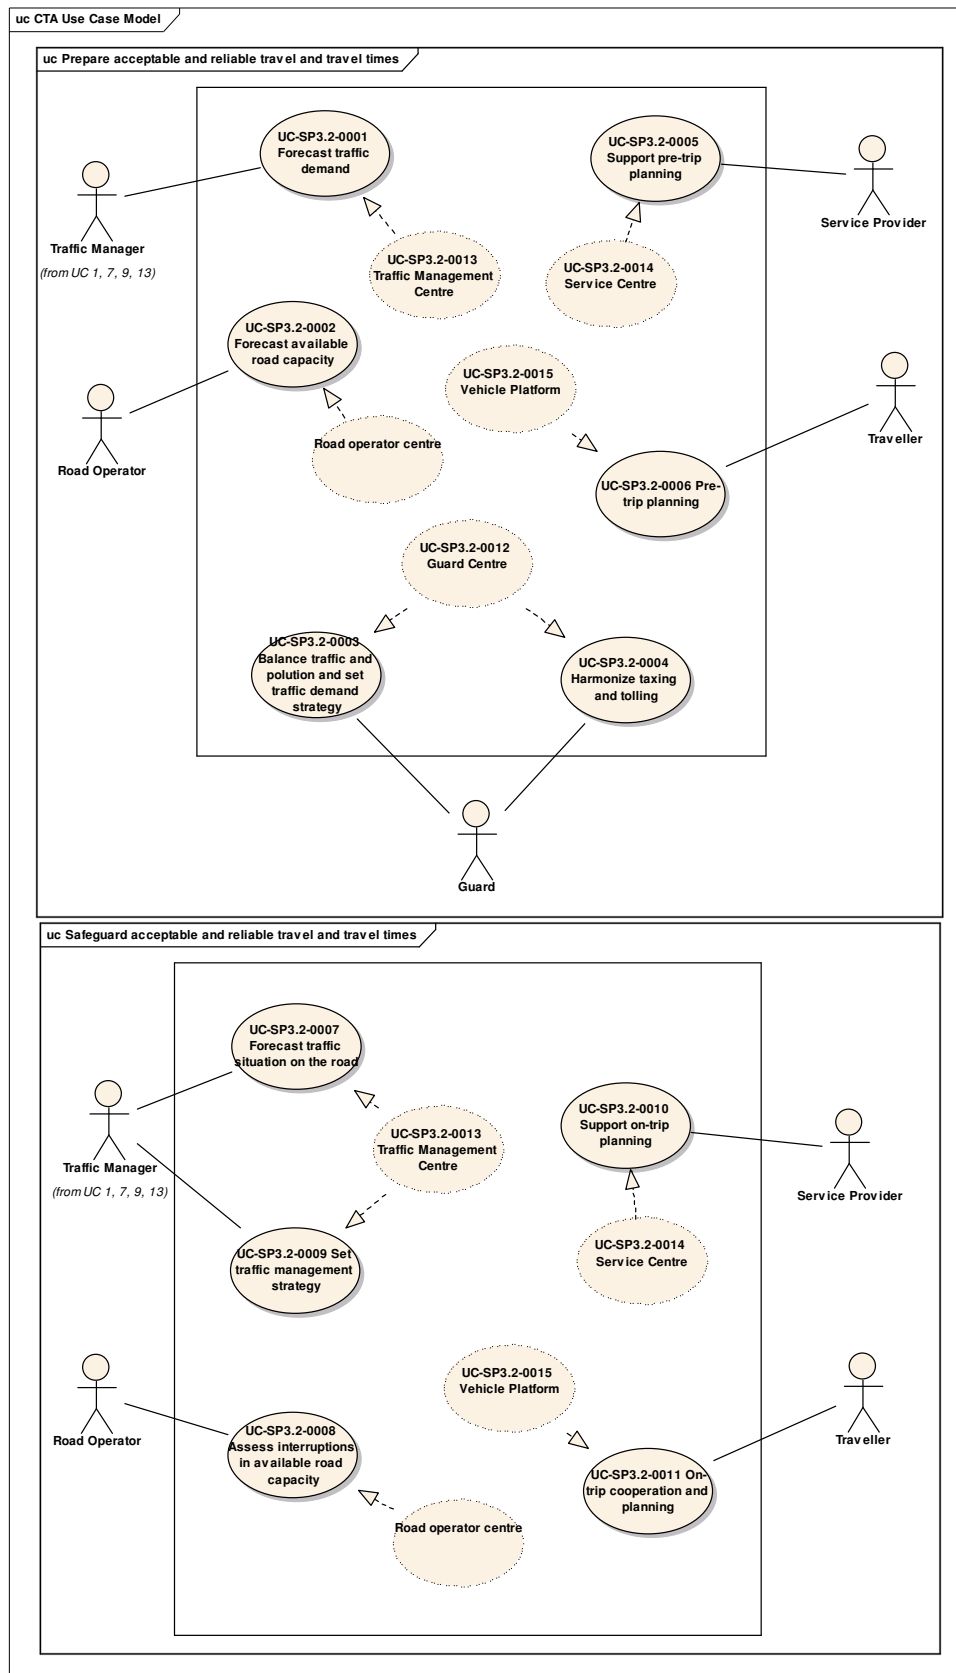 uc CTA Use Case Model
uc Prepare acceptable and reliable travel and travel times
UC-SP3.2-0001
Forecast traffic
demand
UC-SP3.2-0005
Support pre-trip
planning
Traffic Manager
(from UC 1, 7, 9, 13)
Service Provider
UC-SP3.2-0013
Traffic Management
Centre
UC-SP3.2-0014
Service Centre
UC-SP3.2-0002
Forecast available
road capacity
UC-SP3.2-0015
Vehicle Platform
Road Operator
Road operator centre
Traveller
UC-SP3.2-0006 Pre-
trip planning
UC-SP3.2-0012
Guard Centre
UC-SP3.2-0003
Balance traffic and
polution and set
traffic demand
strategy
UC-SP3.2-0004
Harmonize taxing
and tolling
Guard
uc Safeguard acceptable and reliable travel and travel times
UC-SP3.2-0007
Forecast traffic
situation on the road
UC-SP3.2-0010
Support on-trip
planning
Traffic Manager
(from UC 1, 7, 9, 13)
UC-SP3.2-0013
Traffic Management
Centre
Service Provider
UC-SP3.2-0009 Set
traffic management
strategy
UC-SP3.2-0014
Service Centre
UC-SP3.2-0015
Vehicle Platform
Road Operator
UC-SP3.2-0008
Assess interruptions
in available road
capacity
Traveller
UC-SP3.2-0011 On-
trip cooperation and
planning
Road operator centre